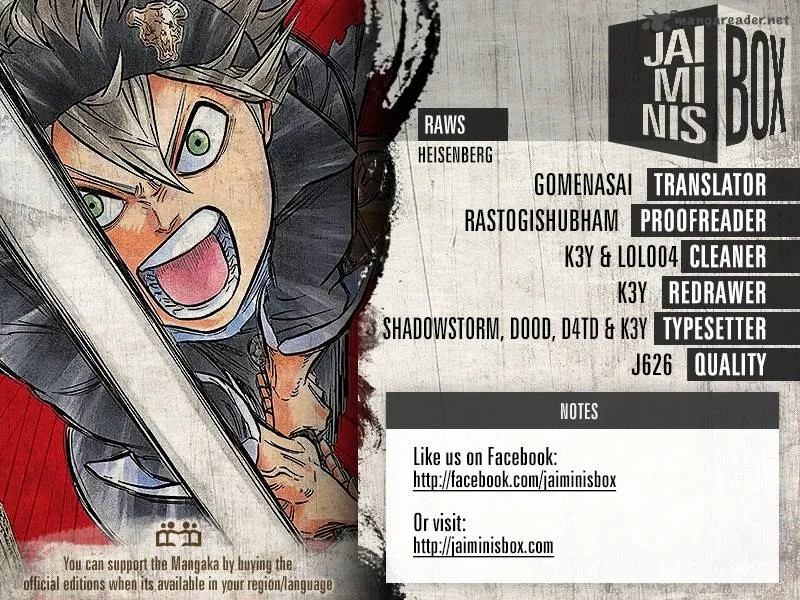 mangareader.net
JAI
MI
NIS
BOX
RAWS
HEISENBERG
GOMENASAI TRANSLATOR
RASTOGISHUBHAM PROOFREADER
K3Y & LOL004 CLEANER
K3Y REDRAWER
SHADOWSTORM, D00D, D4TD & K3Y TYPESETTER
J626 QUALITY
NOTES
Like us on Facebook:
http://facebook.com/jaiminisbox
Or visit:
http://jaiminisbox.com
You can support the Mangaka by buying the
official editions when its available in your region/language